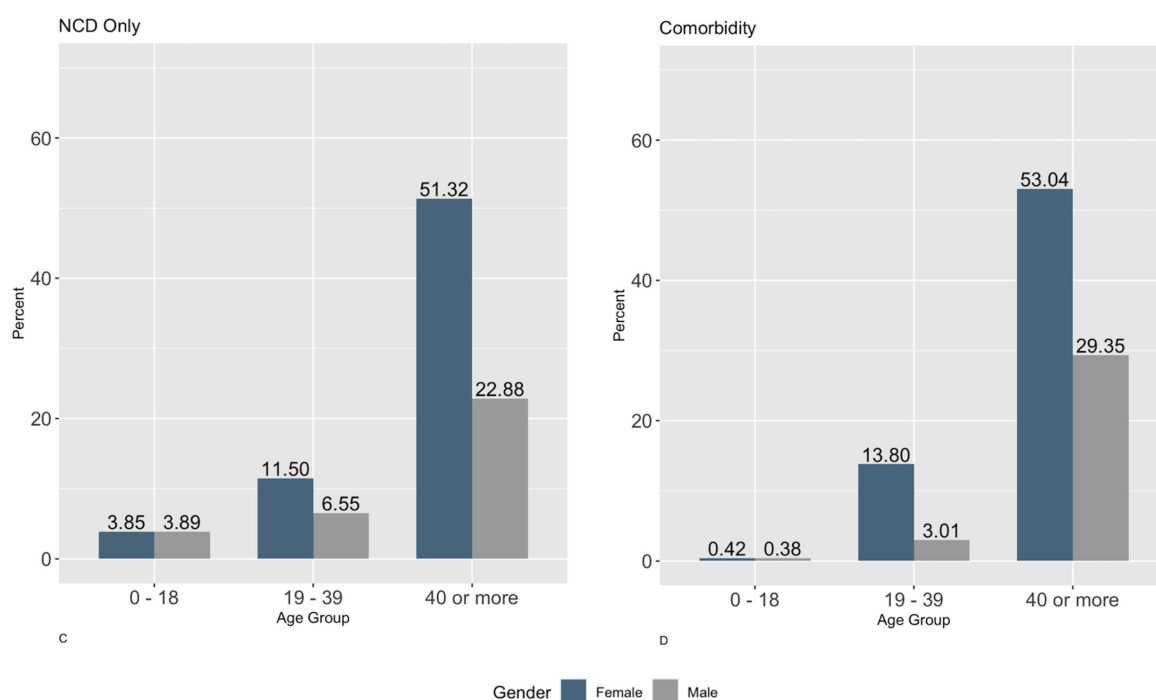 NCD Only
Percent
60
40
20
0
3.85
3.89
11.50
6.55
51.32
22.88
0 - 18
19 - 39
40 or more
Age Group
C
Comorbidity
Percent
60
40
20
0
0.42
0.38
13.80
3.01
53.04
29.35
0 - 18
19 - 39
40 or more
Age Group
D
Gender Female Male